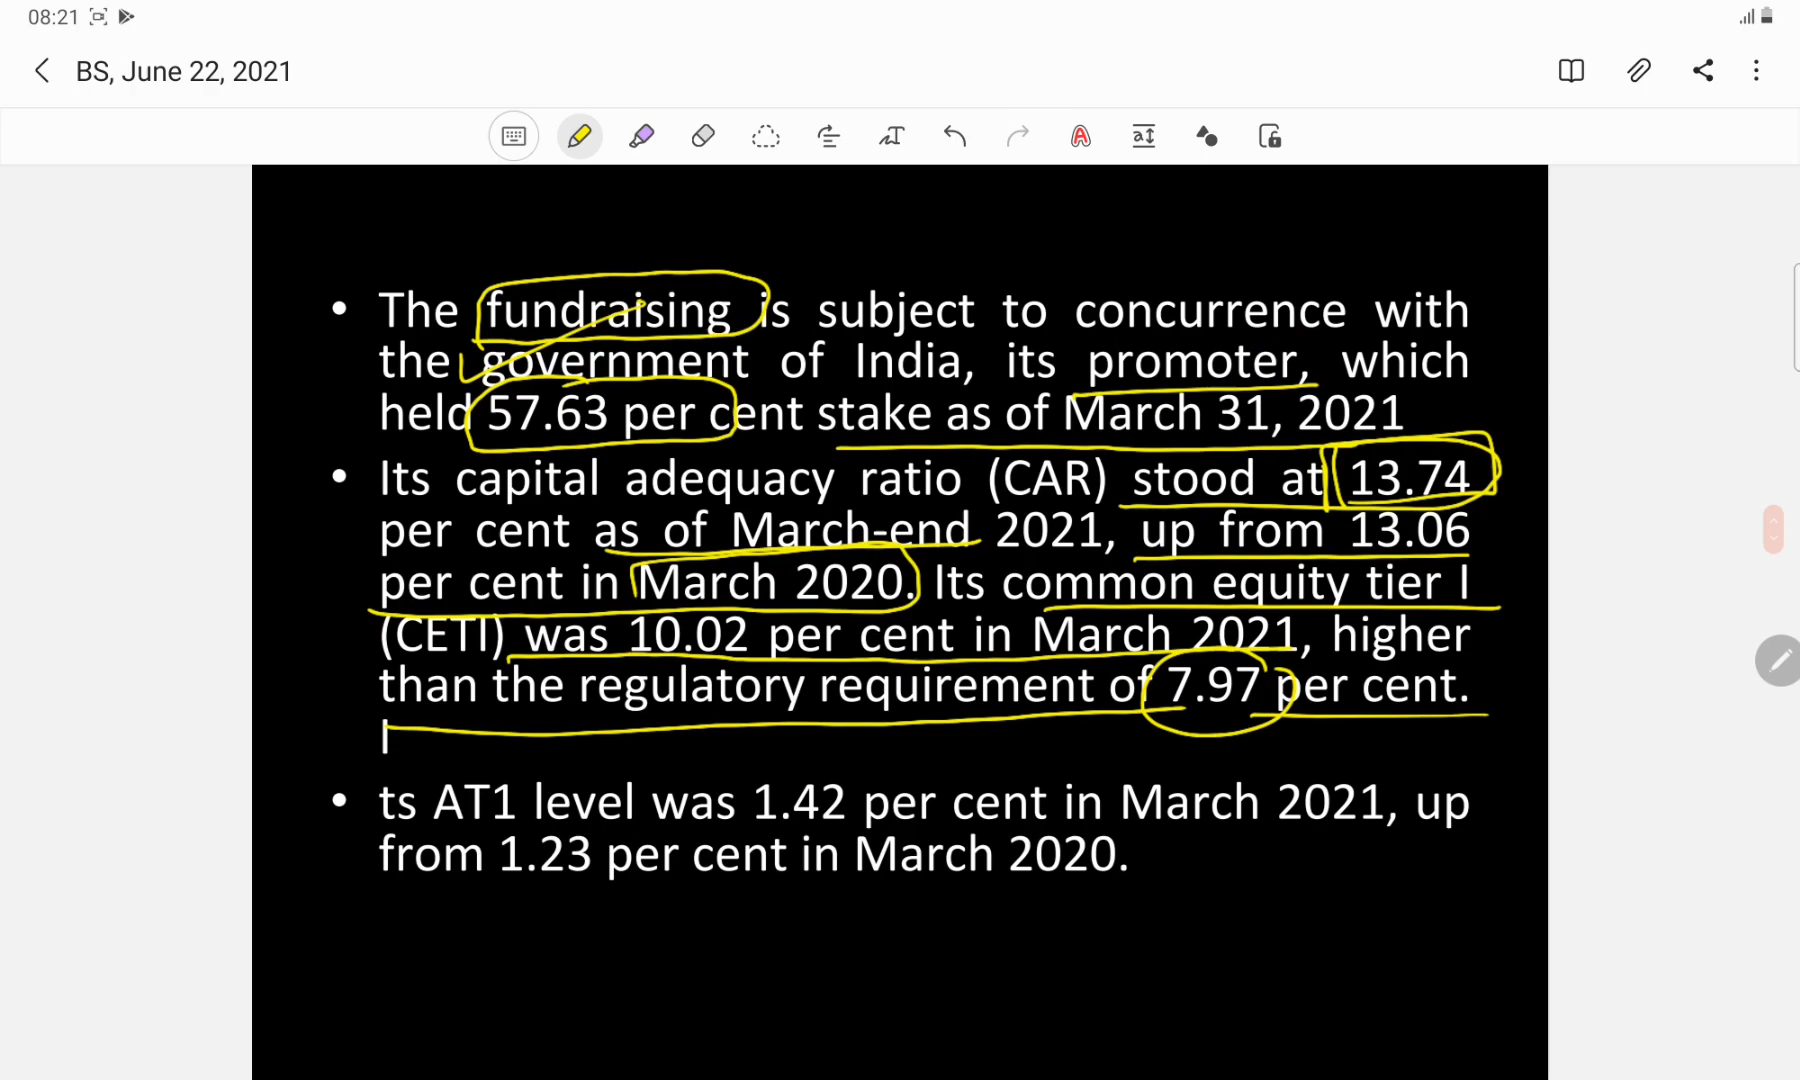 08:21
BS, June 22, 2021
• The fundraising is subject to concurrence with
the government of India, its promoter, which
held 57.63 per cent stake as of March 31, 2021
• Its capital adequacy ratio (CAR) stood at 13.74
per cent as of March-end 2021, up from 13.06
per cent in March 2020. Its common equity tier I
(CETI) was 10.02 per cent in March 2021, higher
than the regulatory requirement of 7.97 per cent.
I
• ts AT1 level was 1.42 per cent in March 2021, up
from 1.23 per cent in March 2020.